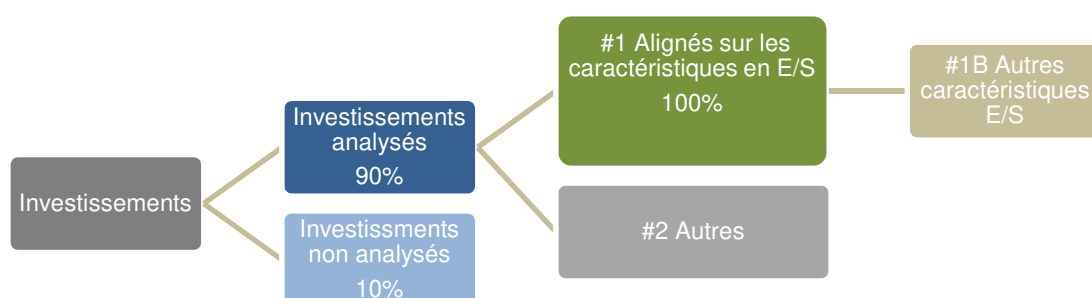 Investissements
Investissements
analysés
90%
Investissments
non analysés
10%
#1 Alignés sur les
caractéristiques en E/S
100%
#2 Autres
#1B Autres
caractéristiques
E/S